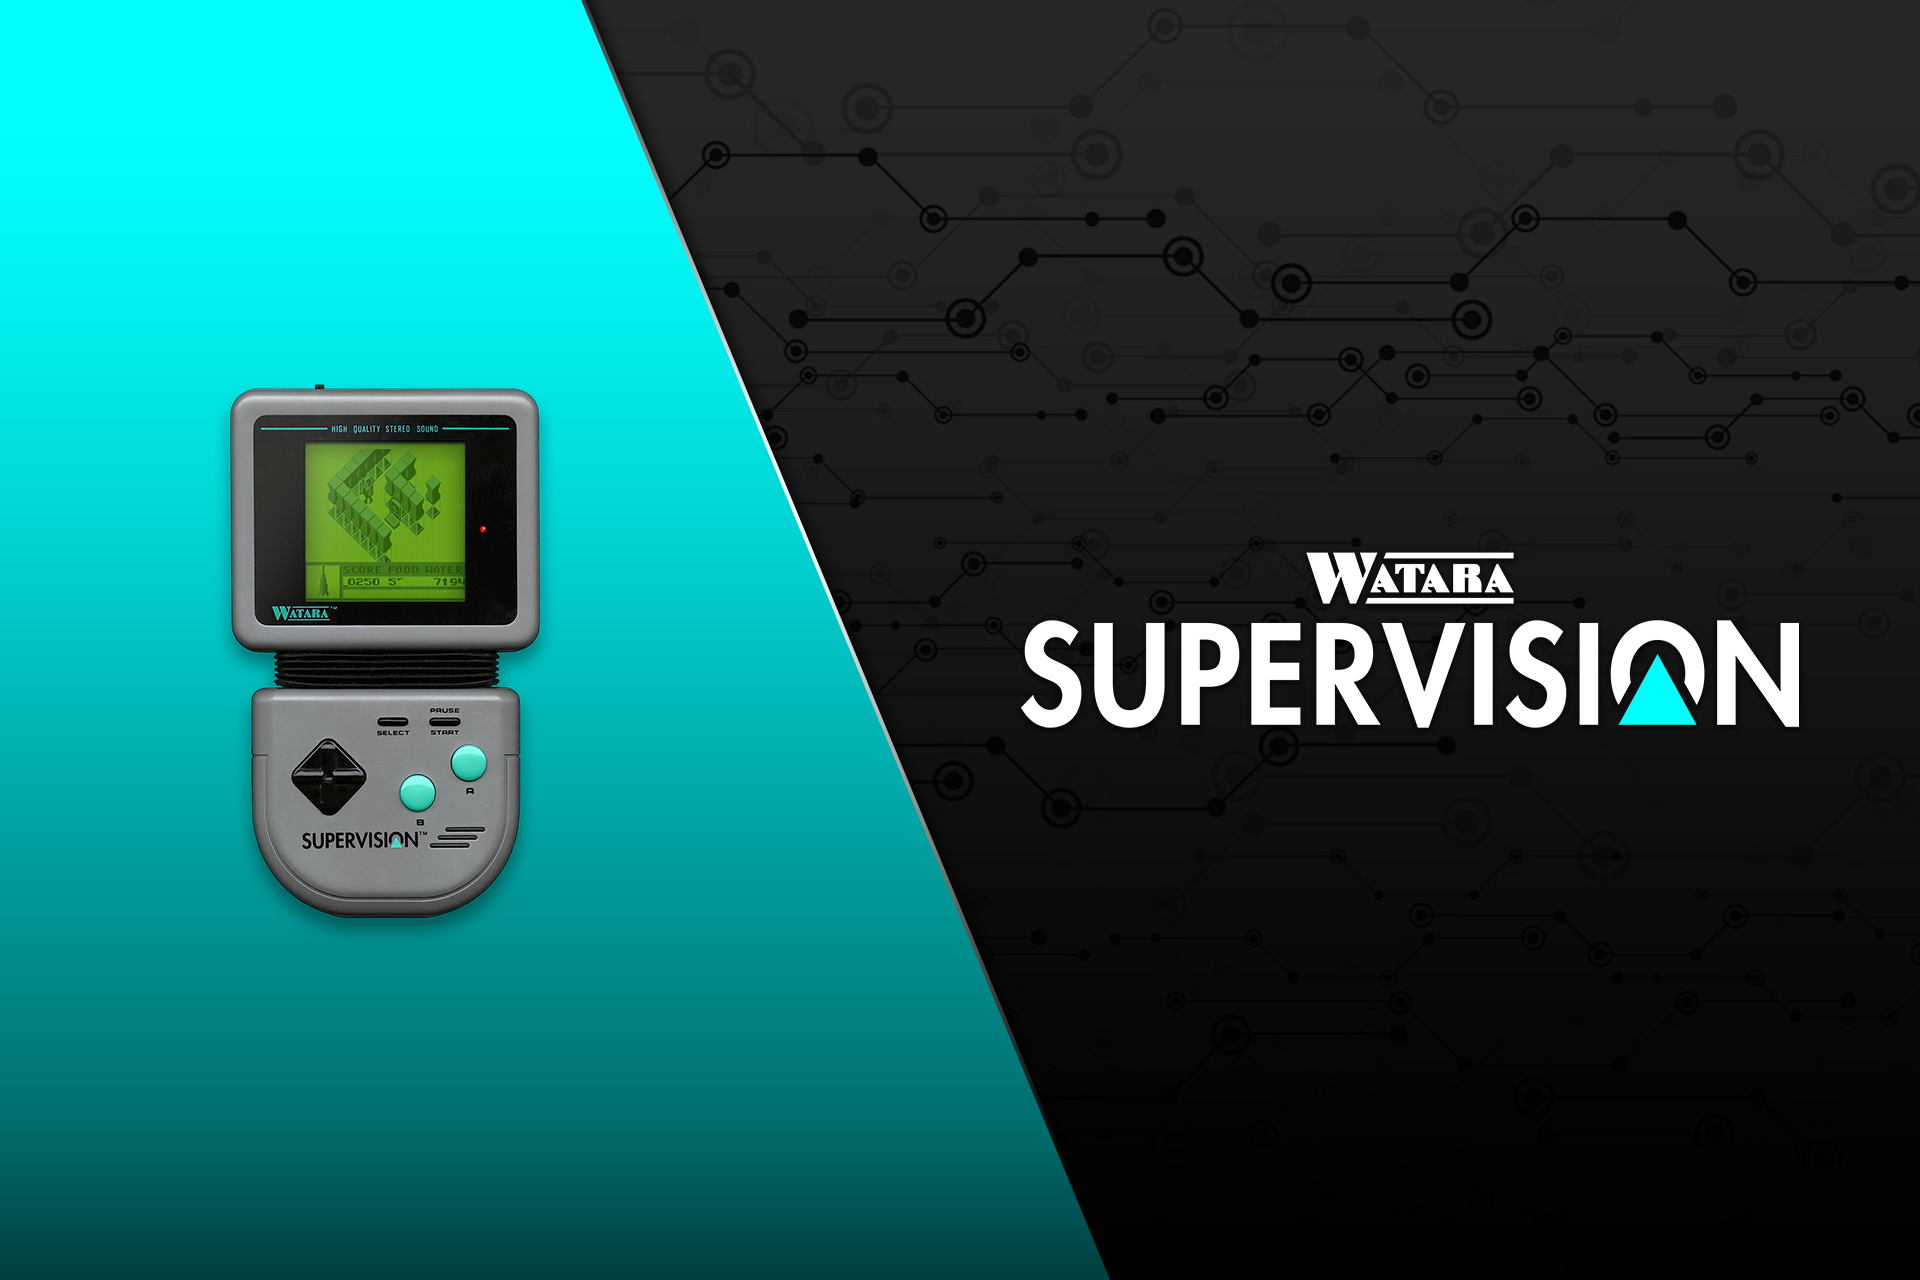 HIGH QUALITY STEREO SOUND
SCORE FOOD WATER
0250 5" 7194
WATARA™
PAUSE
SELECT START
A
B
SUPERVISION™
WATARA
SUPERVISION